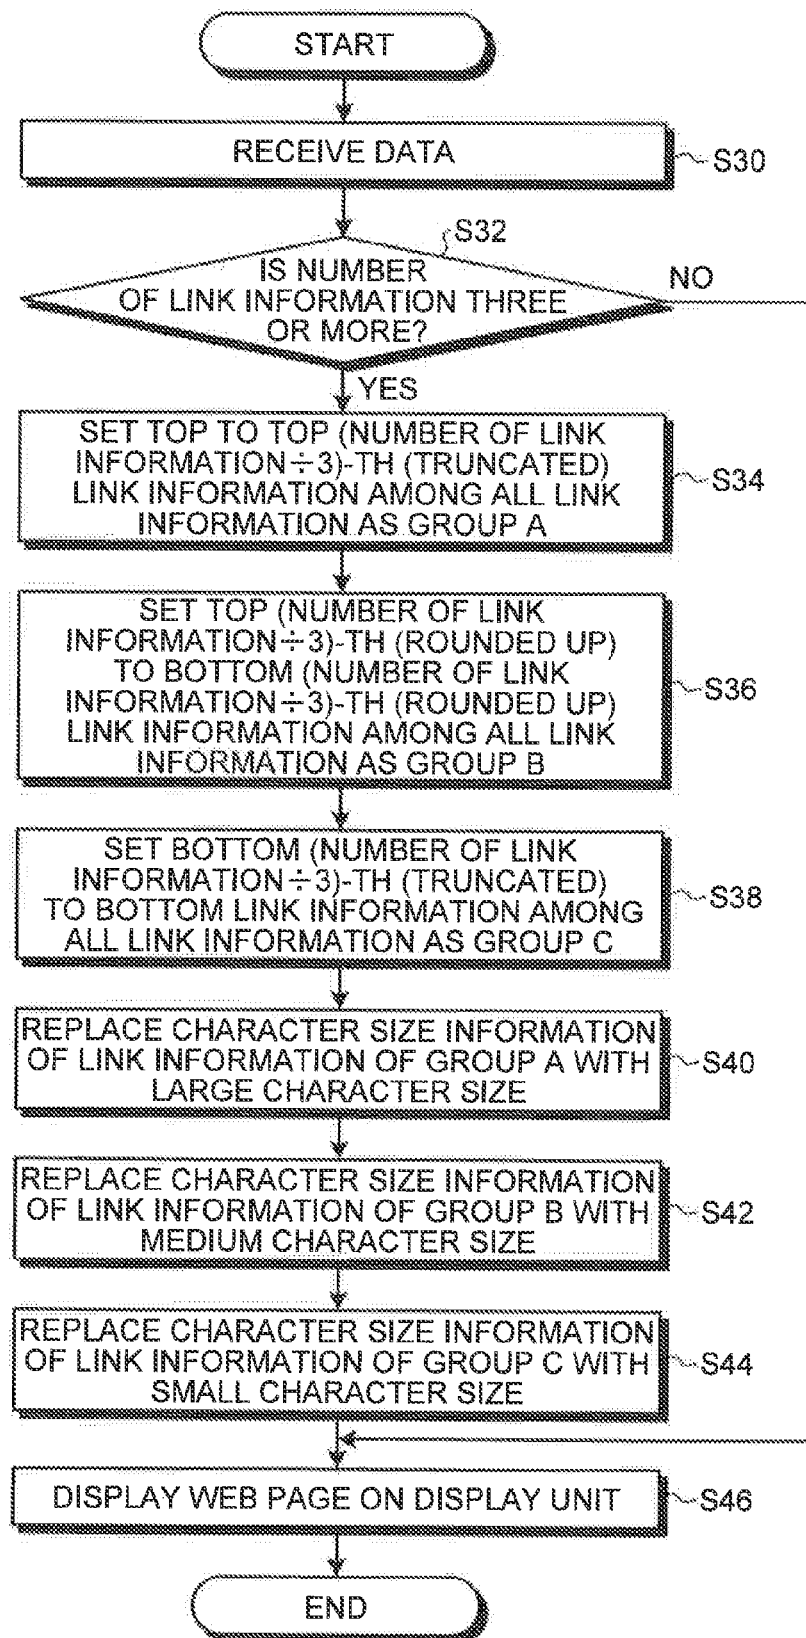 START
RECEIVE DATA
S30
S32
IS NUMBER
OF LINK INFORMATION THREE
OR MORE?
NO
YES
SET TOP TO TOP (NUMBER OF LINK
INFORMATION÷3)-TH (TRUNCATED)
LINK INFORMATION AMONG ALL LINK
INFORMATION AS GROUP A
S34
SET TOP (NUMBER OF LINK
INFORMATION÷3)-TH (ROUNDED UP)
TO BOTTOM (NUMBER OF LINK
INFORMATION÷3)-TH (ROUNDED UP)
LINK INFORMATION AMONG ALL LINK
INFORMATION AS GROUP B
S36
SET BOTTOM (NUMBER OF LINK
INFORMATION÷3)-TH (TRUNCATED)
TO BOTTOM LINK INFORMATION AMONG
ALL LINK INFORMATION AS GROUP C
S38
REPLACE CHARACTER SIZE INFORMATION
OF LINK INFORMATION OF GROUP A WITH
LARGE CHARACTER SIZE
S40
REPLACE CHARACTER SIZE INFORMATION
OF LINK INFORMATION OF GROUP B WITH
MEDIUM CHARACTER SIZE
S42
REPLACE CHARACTER SIZE INFORMATION
OF LINK INFORMATION OF GROUP C WITH
SMALL CHARACTER SIZE
S44
DISPLAY WEB PAGE ON DISPLAY UNIT
S46
END